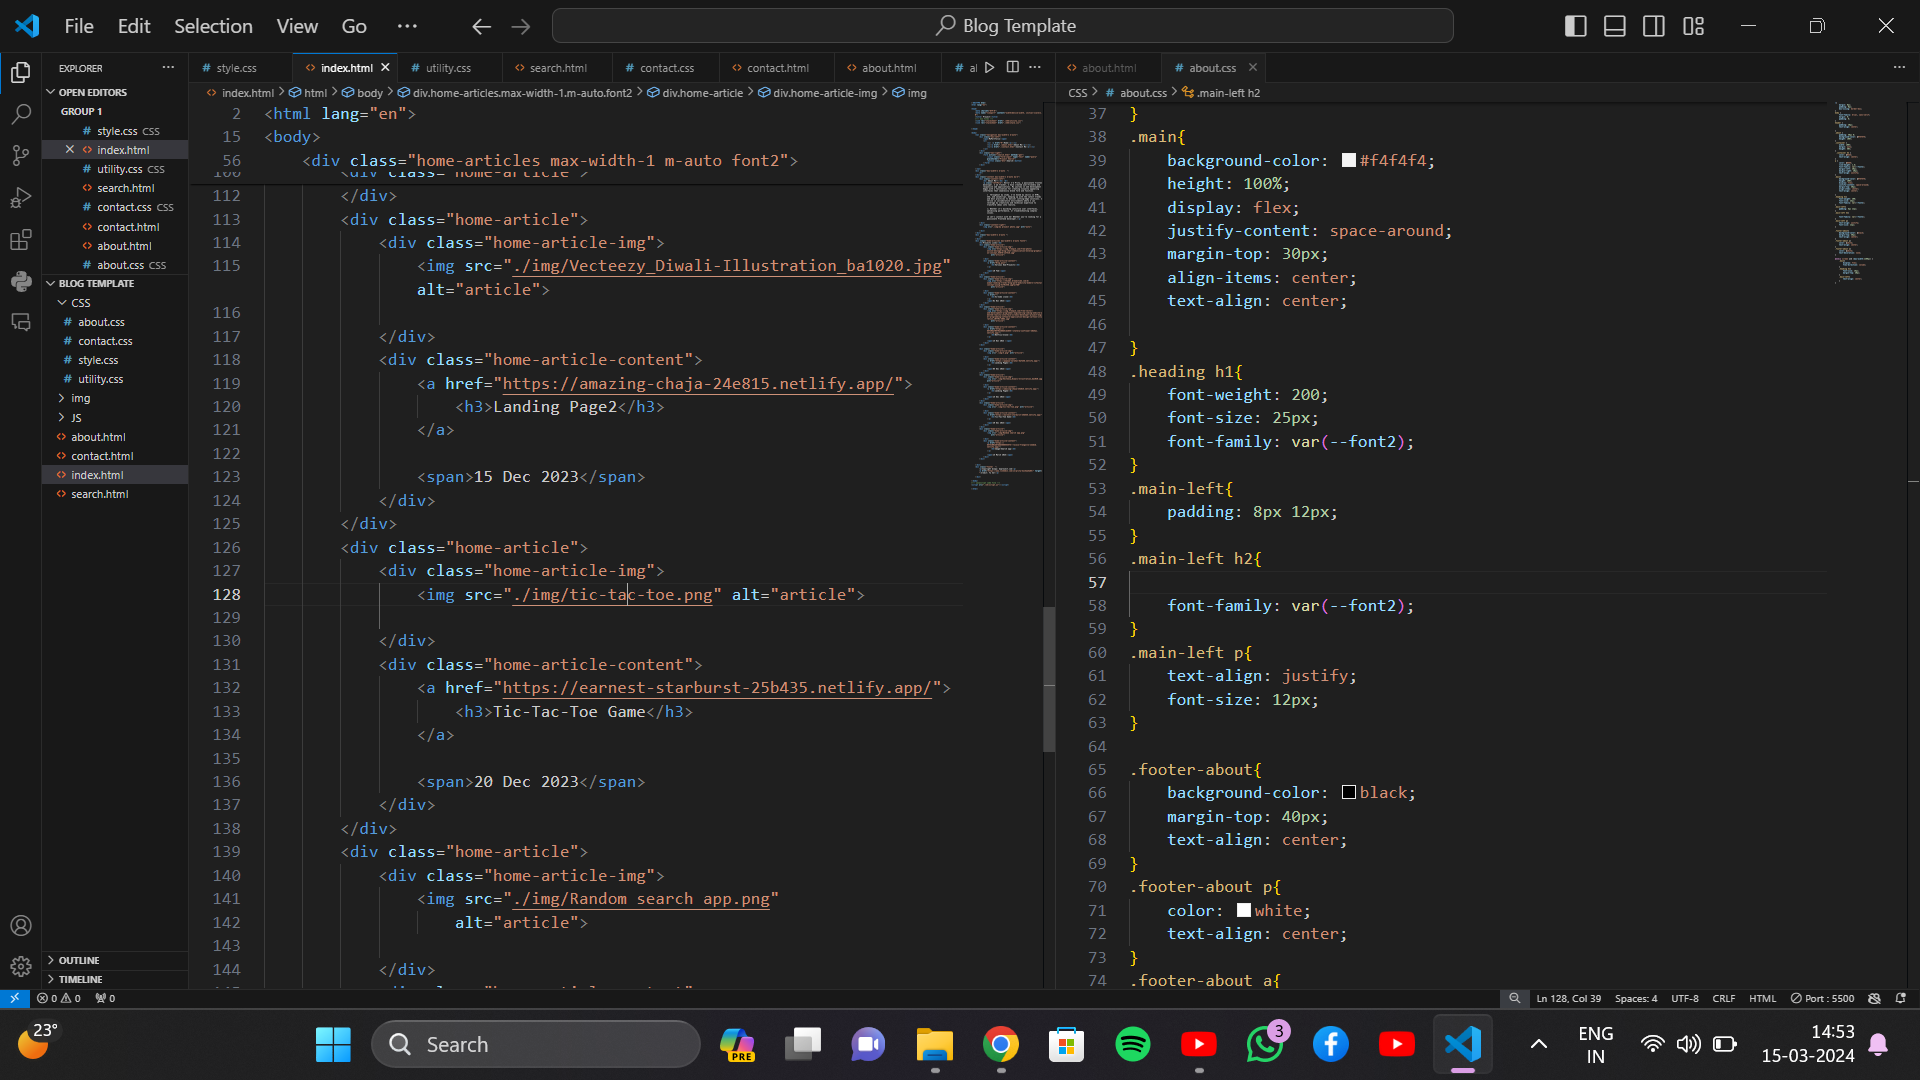 File Edit Selection View Go ···
Blog Template
EXPLORER
OPEN EDITORS
GROUP 1
# style.css CSS
index.html
# utility.css CSS
search.html
# contact.css CSS
contact.html
about.html
# about.css CSS
BLOG TEMPLATE
CSS
# about.css
# contact.css
# style.css
# utility.css
img
JS
about.html
contact.html
index.html
search.html
OUTLINE
TIMELINE
# style.css
index.html
# utility.css
search.html
# contact.css
contact.html
about.html
# al
index.html > html > body > div.home-articles.max-width-1.m-auto.font2 > div.home-article > div.home-article-img > img
2 <html lang="en">
15 <body>
56 <div class="home-articles max-width-1 m-auto font2">
100 <div class="home-article">
112 </div>
113 <div class="home-article">
114 <div class="home-article-img">
115 <img src="./img/Vecteezy_Diwali-Illustration_ba1020.jpg"
alt="article">
116
117 </div>
118 <div class="home-article-content">
119 <a href="https://amazing-chaja-24e815.netlify.app/">
120 <h3>Landing Page2</h3>
121 </a>
122
123 <span>15 Dec 2023</span>
124 </div>
125 </div>
126 <div class="home-article">
127 <div class="home-article-img">
128 <img src="./img/tic-tac-toe.png" alt="article">
129
130 </div>
131 <div class="home-article-content">
132 <a href="https://earnest-starburst-25b435.netlify.app/">
133 <h3>Tic-Tac-Toe Game</h3>
134 </a>
135
136 <span>20 Dec 2023</span>
137 </div>
138 </div>
139 <div class="home-article">
140 <div class="home-article-img">
141 <img src="./img/Random search app.png"
142 alt="article">
143
144 </div>
about.html
# about.css
CSS > # about.css > .main-left h2
37 }
38 .main{
39 background-color: #f4f4f4;
40 height: 100%;
41 display: flex;
42 justify-content: space-around;
43 margin-top: 30px;
44 align-items: center;
45 text-align: center;
46
47 }
48 .heading h1{
49 font-weight: 200;
50 font-size: 25px;
51 font-family: var(--font2);
52 }
53 .main-left{
54 padding: 8px 12px;
55 }
56 .main-left h2{
57
58 font-family: var(--font2);
59 }
60 .main-left p{
61 text-align: justify;
62 font-size: 12px;
63 }
64
65 .footer-about{
66 background-color: black;
67 margin-top: 40px;
68 text-align: center;
69 }
70 .footer-about p{
71 color: white;
72 text-align: center;
73 }
74 .footer-about a{
0 0 0
Ln 128, Col 39 Spaces: 4 UTF-8 CRLF HTML Port : 5500
23°
Search
PRE
3
ENG
IN
14:53
15-03-2024